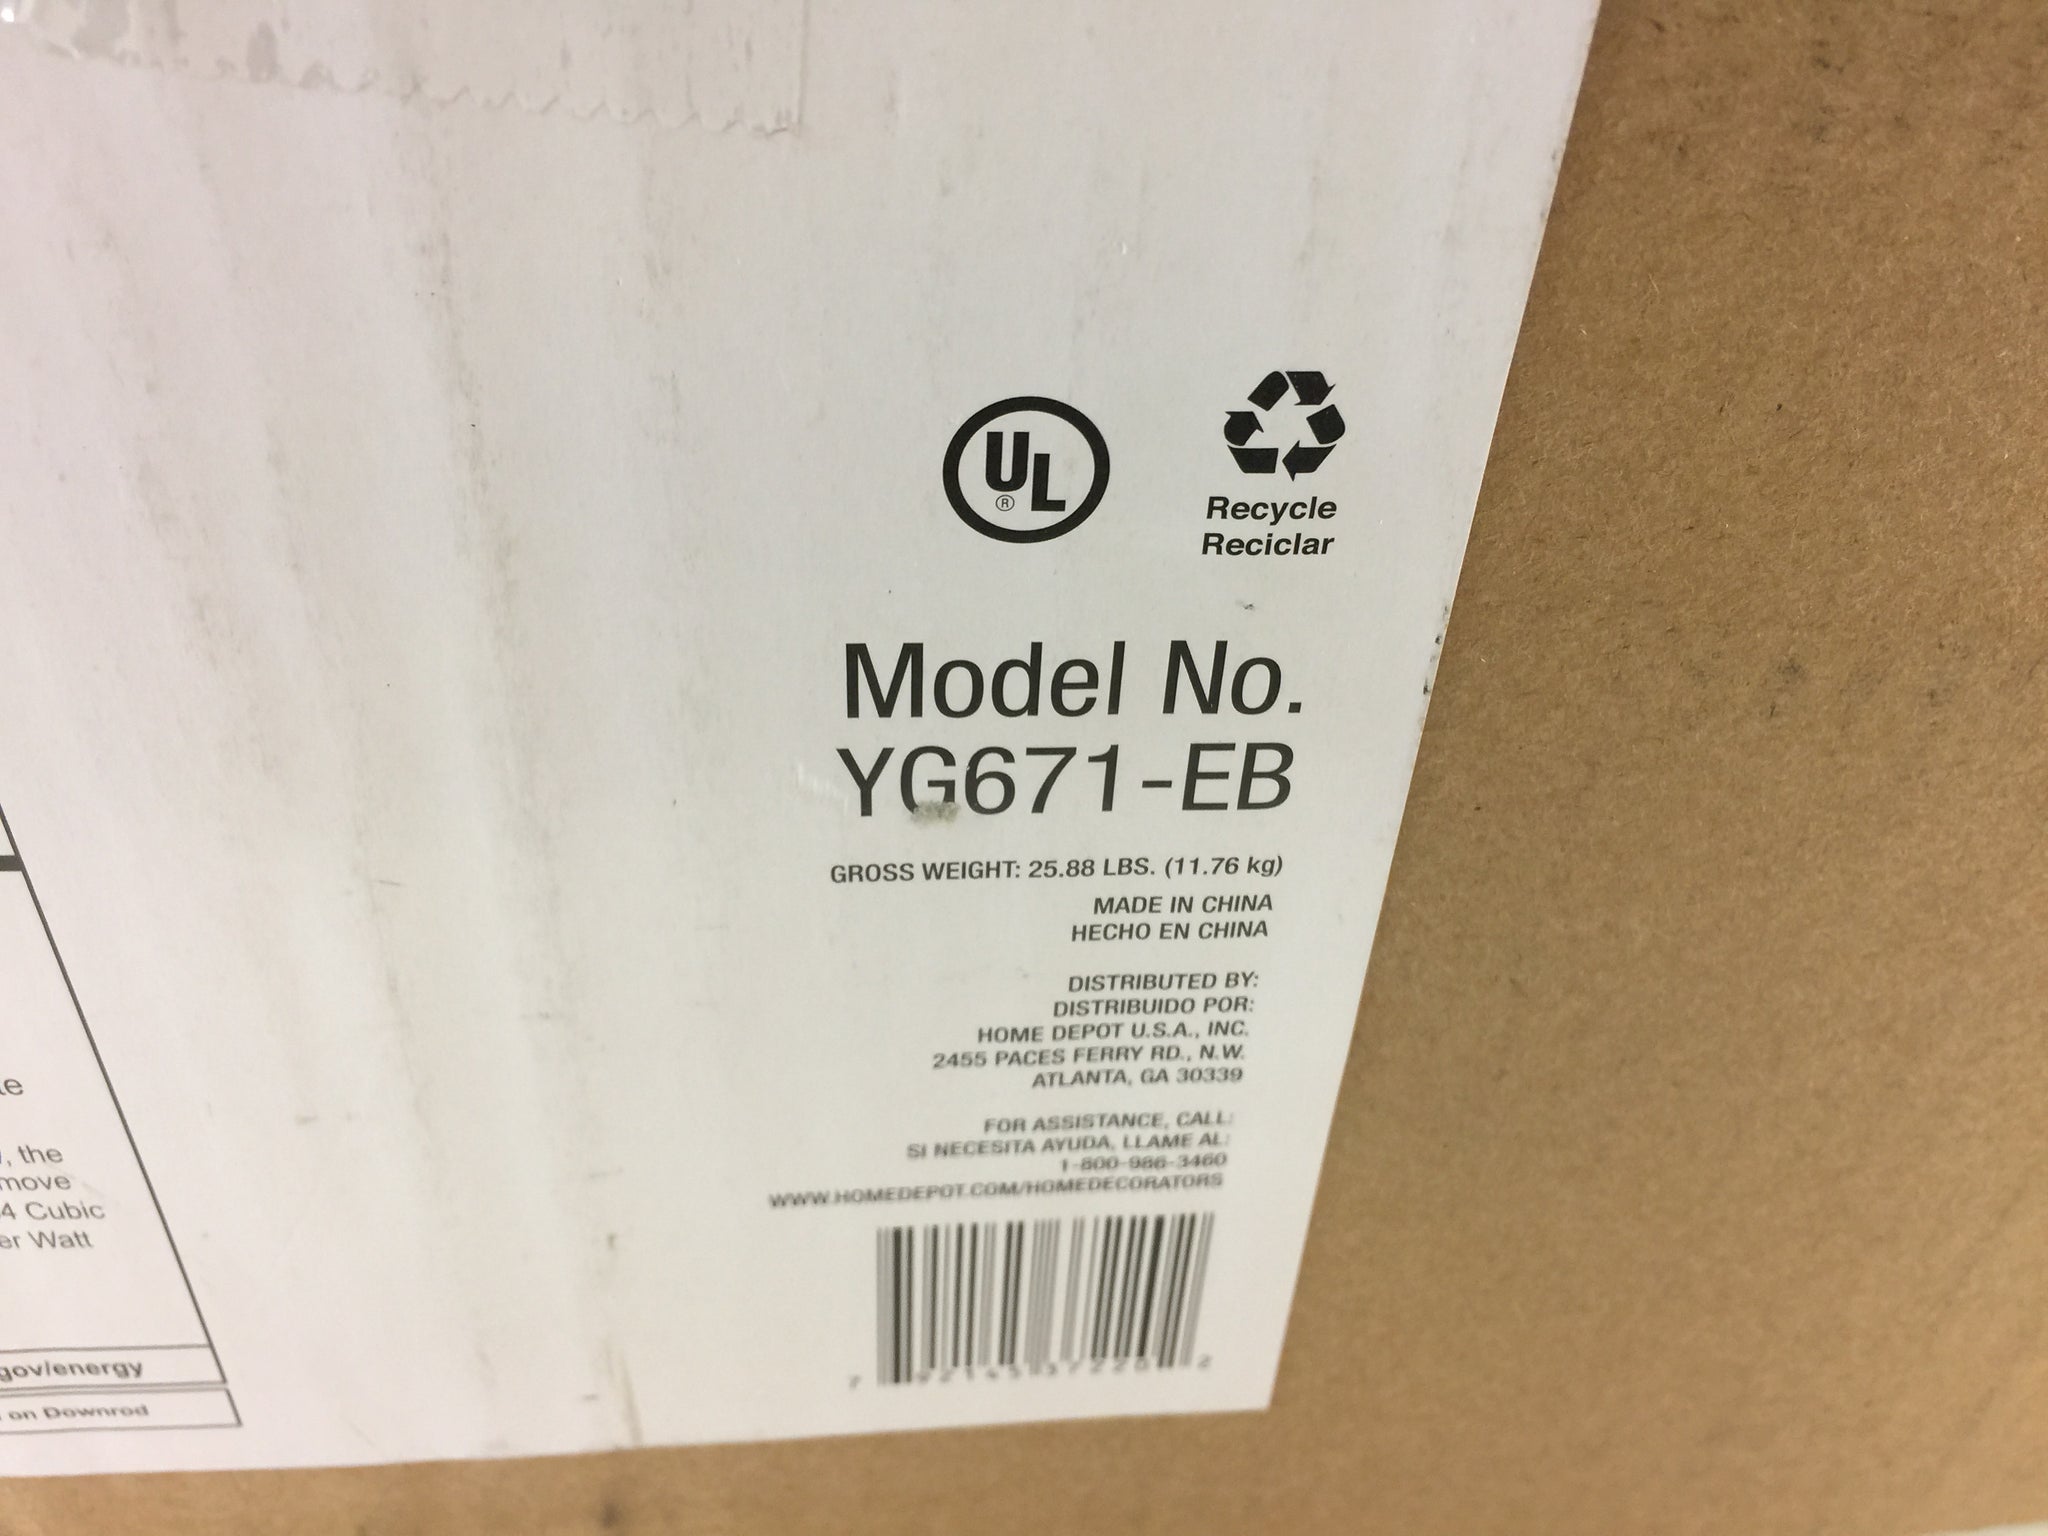 UL
®
Recycle
Reciclar
Model No.
YG671-EB
GROSS WEIGHT: 25.88 LBS. (11.76 kg)
MADE IN CHINA
HECHO EN CHINA
DISTRIBUTED BY:
DISTRIBUIDO POR:
HOME DEPOT U.S.A., INC.
2455 PACES FERRY RD., N.W.
ATLANTA, GA 30339
FOR ASSISTANCE, CALL:
SI NECESITA AYUDA, LLAME AL:
1-800-986-3460
WWW.HOMEDEPOT.COM/HOMEDECORATORS
the
move
Cubic
Watt
gov/energy
on Downrod